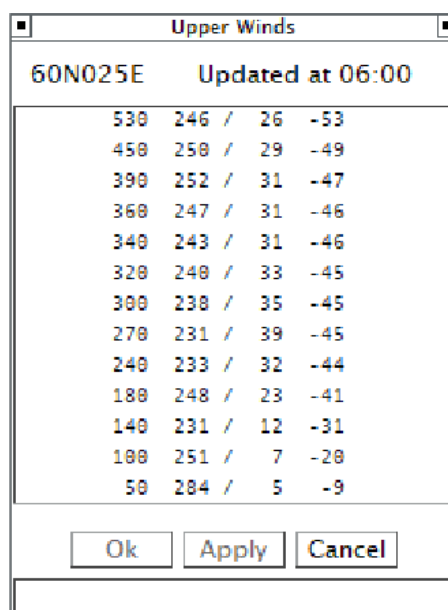 Upper Winds
60N025E Updated at 06:00
530 246 / 26 -53
450 250 / 29 -49
390 252 / 31 -47
360 247 / 31 -46
340 243 / 31 -46
320 240 / 33 -45
300 238 / 35 -45
270 231 / 39 -45
240 233 / 32 -44
180 248 / 23 -41
140 231 / 12 -31
100 251 / 7 -20
50 284 / 5 -9
Ok Apply Cancel